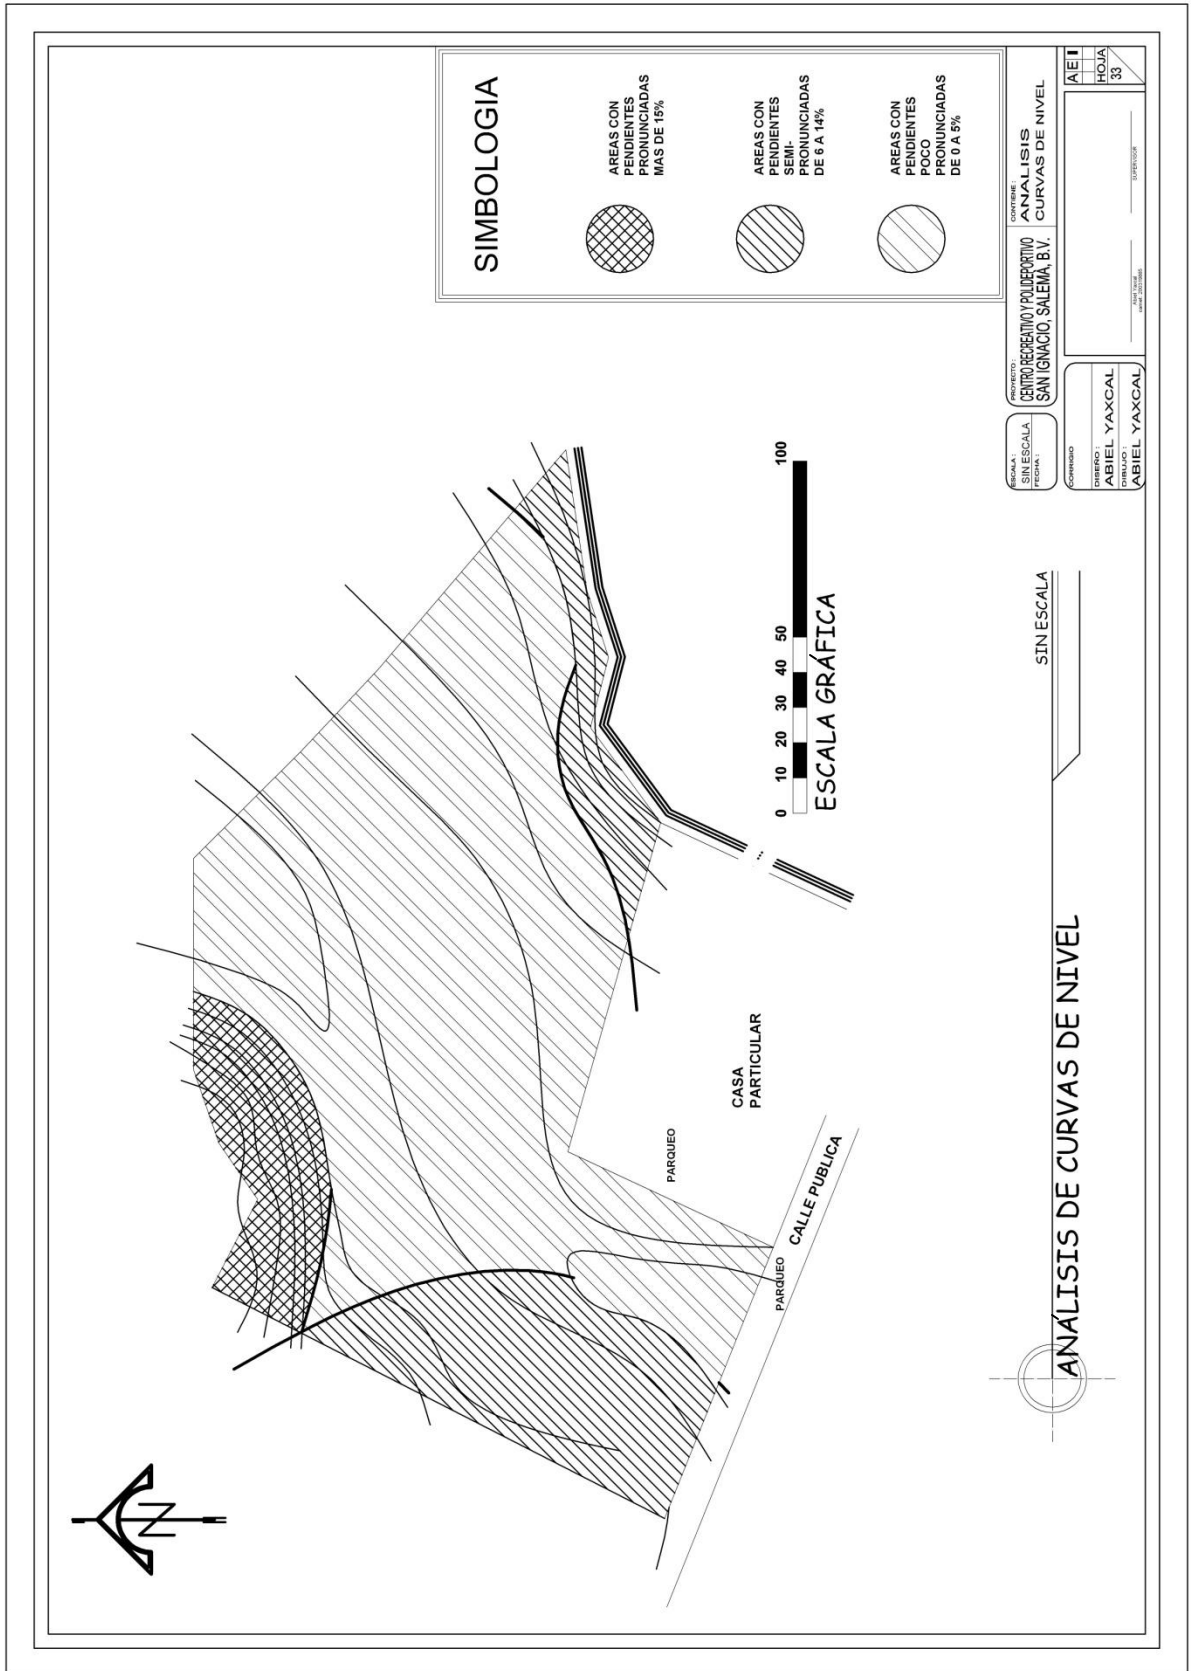 SIMBOLOGIA
AREAS CON
PENDIENTES
PRONUNCIADAS
MAS DE 15%
AREAS CON
PENDIENTES
SEMI-
PRONUNCIADAS
DE 6 A 14%
AREAS CON
PENDIENTES
POCO
PRONUNCIADAS
DE 0 A 5%
N
CASA
PARTICULAR
PARQUEO
PARQUEO
CALLE PUBLICA
0 10 20 30 40 50 100
ESCALA GRÁFICA
ANÁLISIS DE CURVAS DE NIVEL
SIN ESCALA
ESCALA :
SIN ESCALA
FECHA :
PROYECTO :
CENTRO RECREATIVO Y POLIDEPORTIVO
SAN IGNACIO, SALEMÁ, B.V.
CONTIENE :
ANALISIS
CURVAS DE NIVEL
CORRIGIO
DISEÑO :
ABIEL YAXCAL
DIBUJO :
ABIEL YAXCAL
SUPERVISOR
A E I
HOJA
33